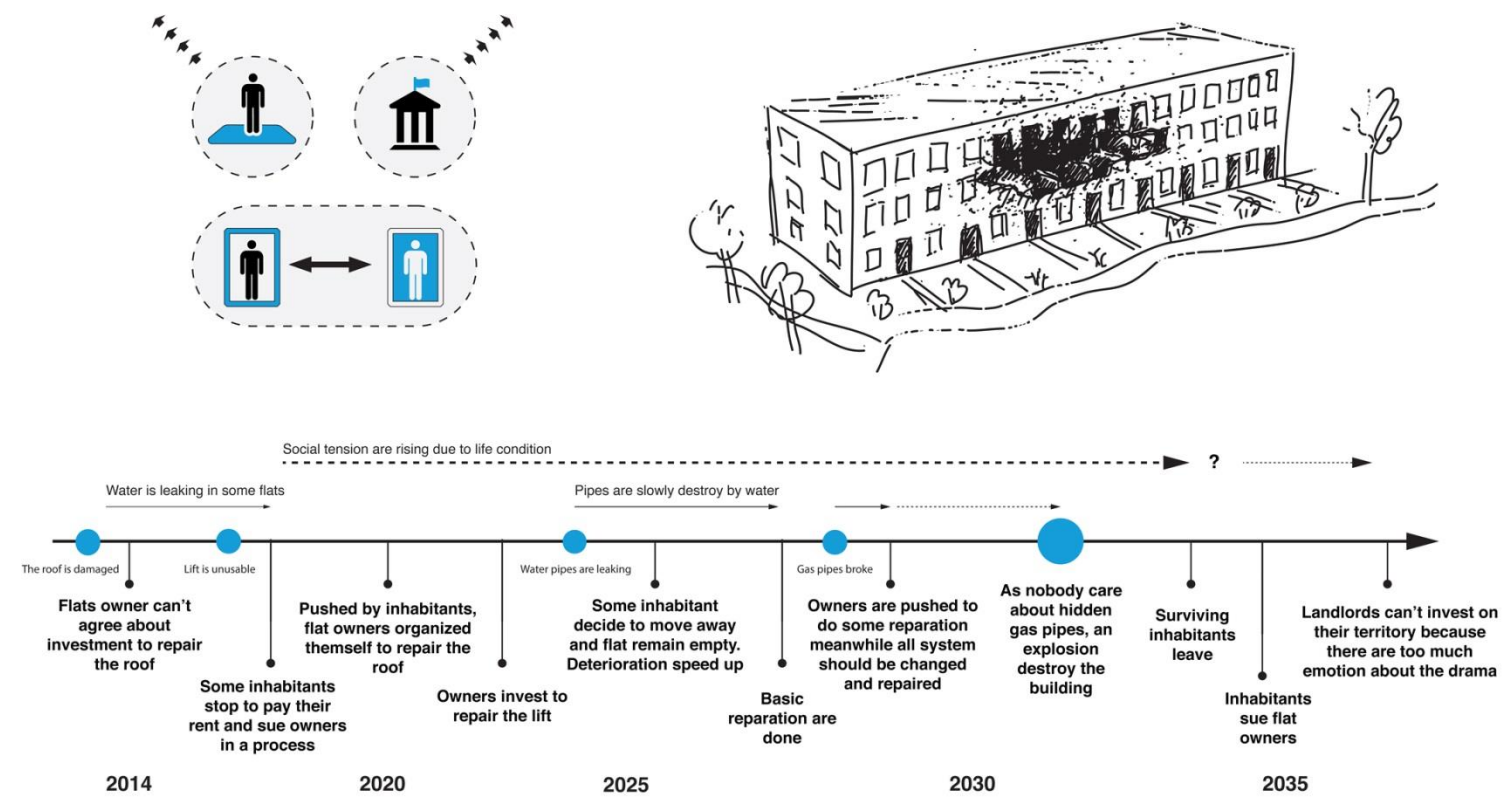 Social tension are rising due to life condition
?
Water is leaking in some flats
Pipes are slowly destroy by water
The roof is damaged
Lift is unusable
Water pipes are leaking
Gas pipes broke
Flats owner can't
agree about
investment to repair
the roof
Some inhabitants
stop to pay their
rent and sue owners
in a process
Pushed by inhabitants,
flat owners organized
themself to repair the
roof
Owners invest to
repair the lift
Some inhabitant
decide to move away
and flat remain empty.
Deterioration speed up
Basic
reparation are
done
Owners are pushed to
do some reparation
meanwhile all system
should be changed
and repaired
As nobody care
about hidden
gas pipes, an
explosion
destroy the
building
Surviving
inhabitants
leave
Inhabitants
sue flat
owners
Landlords can't invest on
their territory because
there are too much
emotion about the drama
2014
2020
2025
2030
2035